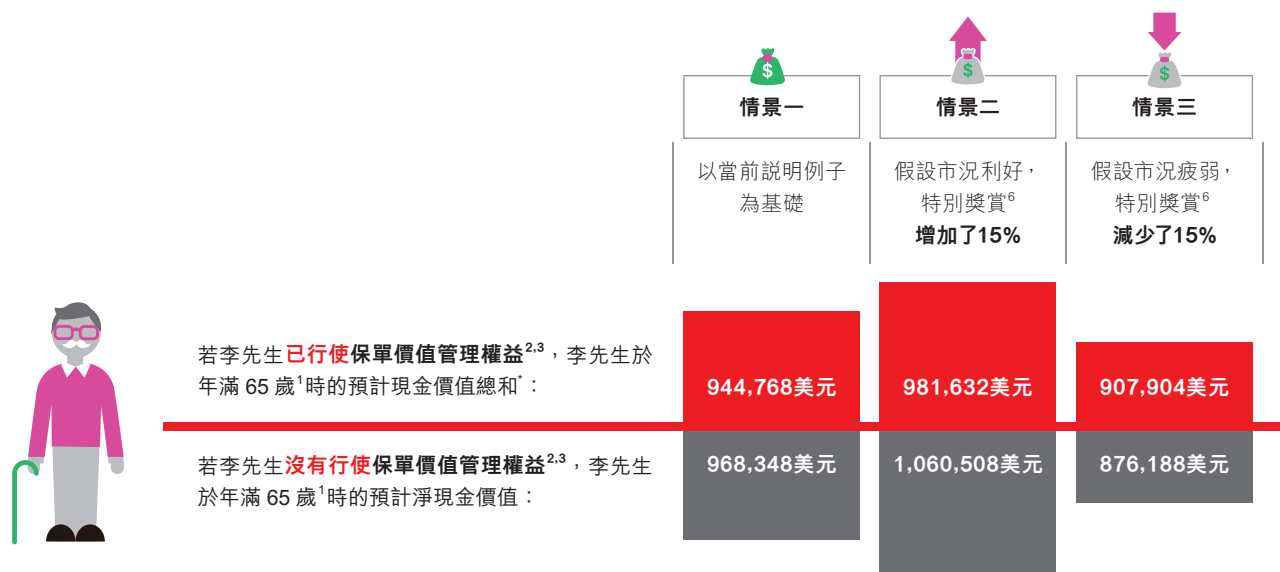 $
$
$
情景一
情景二
情景三
以當前説明例子
為基礎
假設市況利好，
特別獎賞6
增加了15%
假設市況疲弱，
特別獎賞6
減少了15%
若李先生已行使保單價值管理權益2,3，李先生於
年滿 65 歲1時的預計現金價值總和*：
944,768美元
981,632美元
907,904美元
若李先生沒有行使保單價值管理權益2,3，李先生
於年滿 65 歲1時的預計淨現金價值：
968,348美元
1,060,508美元
876,188美元